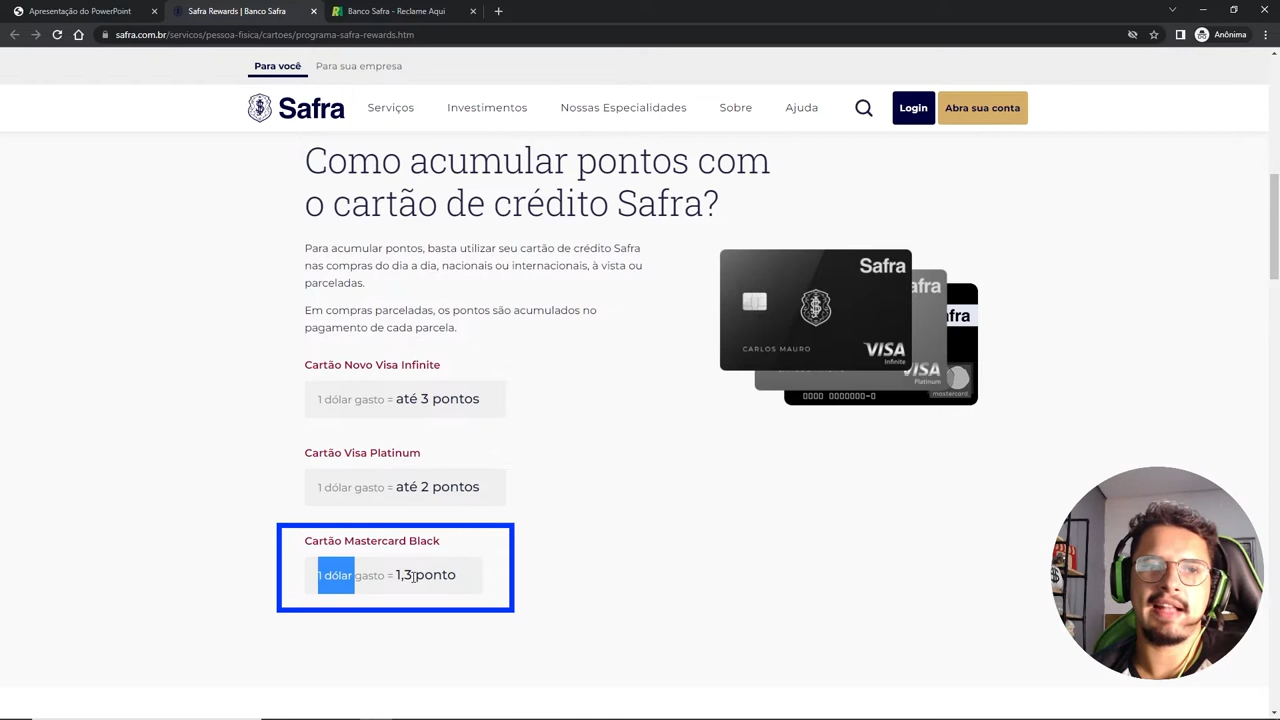 Apresentação do PowerPoint
Safra Rewards | Banco Safra
Banco Safra - Reclame Aqui
safra.com.br/servicos/pessoa-fisica/cartoes/programa-safra-rewards.htm
Anônima
Para você
Para sua empresa
Safra
Serviços
Investimentos
Nossas Especialidades
Sobre
Ajuda
Login
Abra sua conta
Como acumular pontos com
o cartão de crédito Safra?
Para acumular pontos, basta utilizar seu cartão de crédito Safra
nas compras do dia a dia, nacionais ou internacionais, à vista ou
parceladas.
Em compras parceladas, os pontos são acumulados no
pagamento de cada parcela.
Cartão Novo Visa Infinite
1 dólar gasto = até 3 pontos
Cartão Visa Platinum
1 dólar gasto = até 2 pontos
Cartão Mastercard Black
1 dólar gasto = 1,3 ponto
Safra
CARLOS MAURO
VISA
Infinite
afra
VISA
Platinum
afra
0000 0000000-0
mastercard